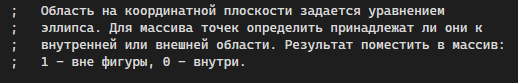 ;   Область на координатной плоскости задается уравнением
;   эллипса. Для массива точек определить принадлежат ли они к
;   внутренней или внешней области. Результат поместить в массив:
;   1 – вне фигуры, 0 – внутри.